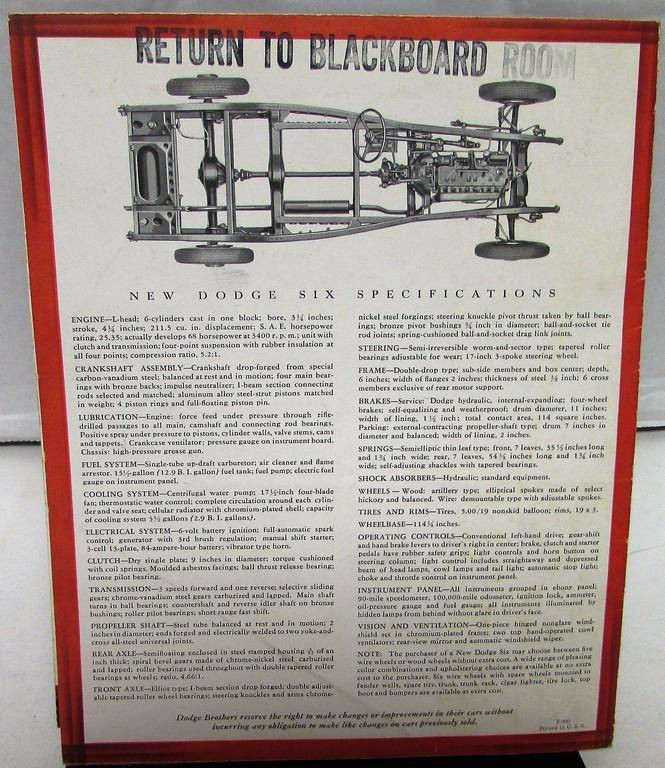 RETURN TO BLACKBOARD ROOM
NEW DODGE SIX SPECIFICATIONS
ENGINE—L-head; 6-cylinders cast in one block; bore, 3¼ inches;
stroke, 4¼ inches; 211.5 cu. in. displacement; S. A. E. horsepower
rating, 25.35; actually develops 68 horsepower at 3400 r. p. m.; unit with
clutch and transmission; four-point suspension with rubber insulation at
all four points; compression ratio, 5.2:1.
CRANKSHAFT ASSEMBLY—Crankshaft drop-forged from special
carbon-vanadium steel; balanced at rest and in motion; four main bear-
ings with bronze backs; impulse neutralizer; I-beam section connecting
rods selected and matched; aluminum alloy steel-strut pistons matched
in weight; 4 piston rings and full-floating piston pin.
LUBRICATION—Engine: force feed under pressure through rifle-
drilled passages to all main, camshaft and connecting rod bearings.
Positive spray under pressure to pistons, cylinder walls, valve stems, cams
and tappets. Crankcase ventilator; pressure gauge on instrument board.
Chassis: high-pressure grease gun.
FUEL SYSTEM—Single-tube up-draft carburetor; air cleaner and flame
arrestor. 15½-gallon (12.9 B. I. gallon) fuel tank; fuel pump; electric fuel
gauge on instrument panel.
COOLING SYSTEM—Centrifugal water pump; 17½-inch four-blade
fan; thermostatic water control; complete circulation around each cylin-
der and valve seat; cellular radiator with chromium-plated shell; capacity
of cooling system 3½ gallons (2.9 B. I. gallons).
ELECTRICAL SYSTEM—6-volt battery ignition; full-automatic spark
control; generator with 3rd brush regulation; manual shift starter;
3-cell 13-plate, 84-ampere-hour battery; vibrator type horn.
CLUTCH—Dry single plate; 9 inches in diameter; torque cushioned
with coil springs. Moulded asbestos facings; ball thrust release bearing;
bronze pilot bearing.
TRANSMISSION—3 speeds forward and one reverse; selective sliding
gears; chrome-vanadium steel gears carburized and lapped. Main shaft
turns in ball bearings; countershaft and reverse idler shaft on bronze
bushings; roller pilot bearings; short range fast shift.
PROPELLER SHAFT—Steel tube balanced at rest and in motion; 2
inches in diameter; ends forged and electrically welded to two yoke-and-
cross all-steel universal joints.
REAR AXLE—Semifloating enclosed in steel stamped housing of an
inch thick; spiral bevel gears made of chrome-nickel steel carburized
and lapped; roller bearings used throughout with double tapered roller
bearings at wheels; ratio, 4.66:1.
FRONT AXLE—Elliot type; I-beam section drop forged; double adjust-
able tapered roller wheel bearings; steering knuckles and arms chrome-
nickel steel forgings; steering knuckle pivot thrust taken by ball bear-
ings; bronze pivot bushings ¾ inch in diameter; ball-and-socket tie
rod joints; spring-cushioned ball-and-socket drag link joints.
STEERING—Semi-irreversible worm-and-sector type; tapered roller
bearings adjustable for wear; 17-inch 3-spoke steering wheel.
FRAME—Double-drop type; sub-side members and box center; depth,
6 inches; width of flanges 2 inches; thickness of steel ⅛ inch; 6 cross
members exclusive of rear motor support.
BRAKES—Service: Dodge hydraulic, internal-expanding; four-wheel
brakes; self-equalizing and weatherproof; drum diameter, 11 inches;
width of lining, 1½ inch; total contact area, 114 square inches.
Parking: external-contracting propeller-shaft type; drum 7 inches in
diameter and balanced; width of lining, 2 inches.
SPRINGS—Semielliptic thin leaf type; front, 7 leaves, 35½ inches long
and 1¾ inch wide; rear, 7 leaves, 54¼ inches long and 1¾ inch
wide; self-adjusting shackles with tapered bearings.
SHOCK ABSORBERS—Hydraulic; standard equipment.
WHEELS—Wood: artillery type; elliptical spokes made of select
hickory and balanced. Wire: demountable type with adjustable spokes.
TIRES AND RIMS—Tires, 5.00/19 nonskid balloon; rims, 19 x 3.
WHEELBASE—114¼ inches.
OPERATING CONTROLS—Conventional left-hand drive; gear-shift
and hand brake levers to driver's right in center; brake, clutch and starter
pedals have rubber safety grips; light controls and horn button on
steering column; light control includes straightaway and depressed
beam of head lamps, cowl lamps and tail light; automatic stop light;
choke and throttle control on instrument panel.
INSTRUMENT PANEL—All instruments grouped in ebony panel;
90-mile speedometer, 100,000-mile odometer, ignition lock, ammeter,
oil-pressure gauge and fuel gauge; all instruments illuminated by
hidden lamps from behind without glare in driver's face.
VISION AND VENTILATION—One-piece hinged nonglare wind-
shield set in chromium-plated frame; two top hand-operated cowl
ventilators; rear-view mirror and automatic windshield wiper.
NOTE: The purchaser of a New Dodge Six may choose between five
wire wheels or wood wheels without extra cost. A wide range of pleasing
color combinations and upholstering choices are available at no extra
cost to the purchaser. Six wire wheels with spare wheels mounted in
fender wells, spare tire, trunk, trunk rack, cigar lighter, tire lock, top
boot and bumpers are available at extra cost.
Dodge Brothers reserve the right to make changes or improvements in their cars without
incurring any obligation to make like changes on cars previously sold.
F-300
Printed in U. S. A.